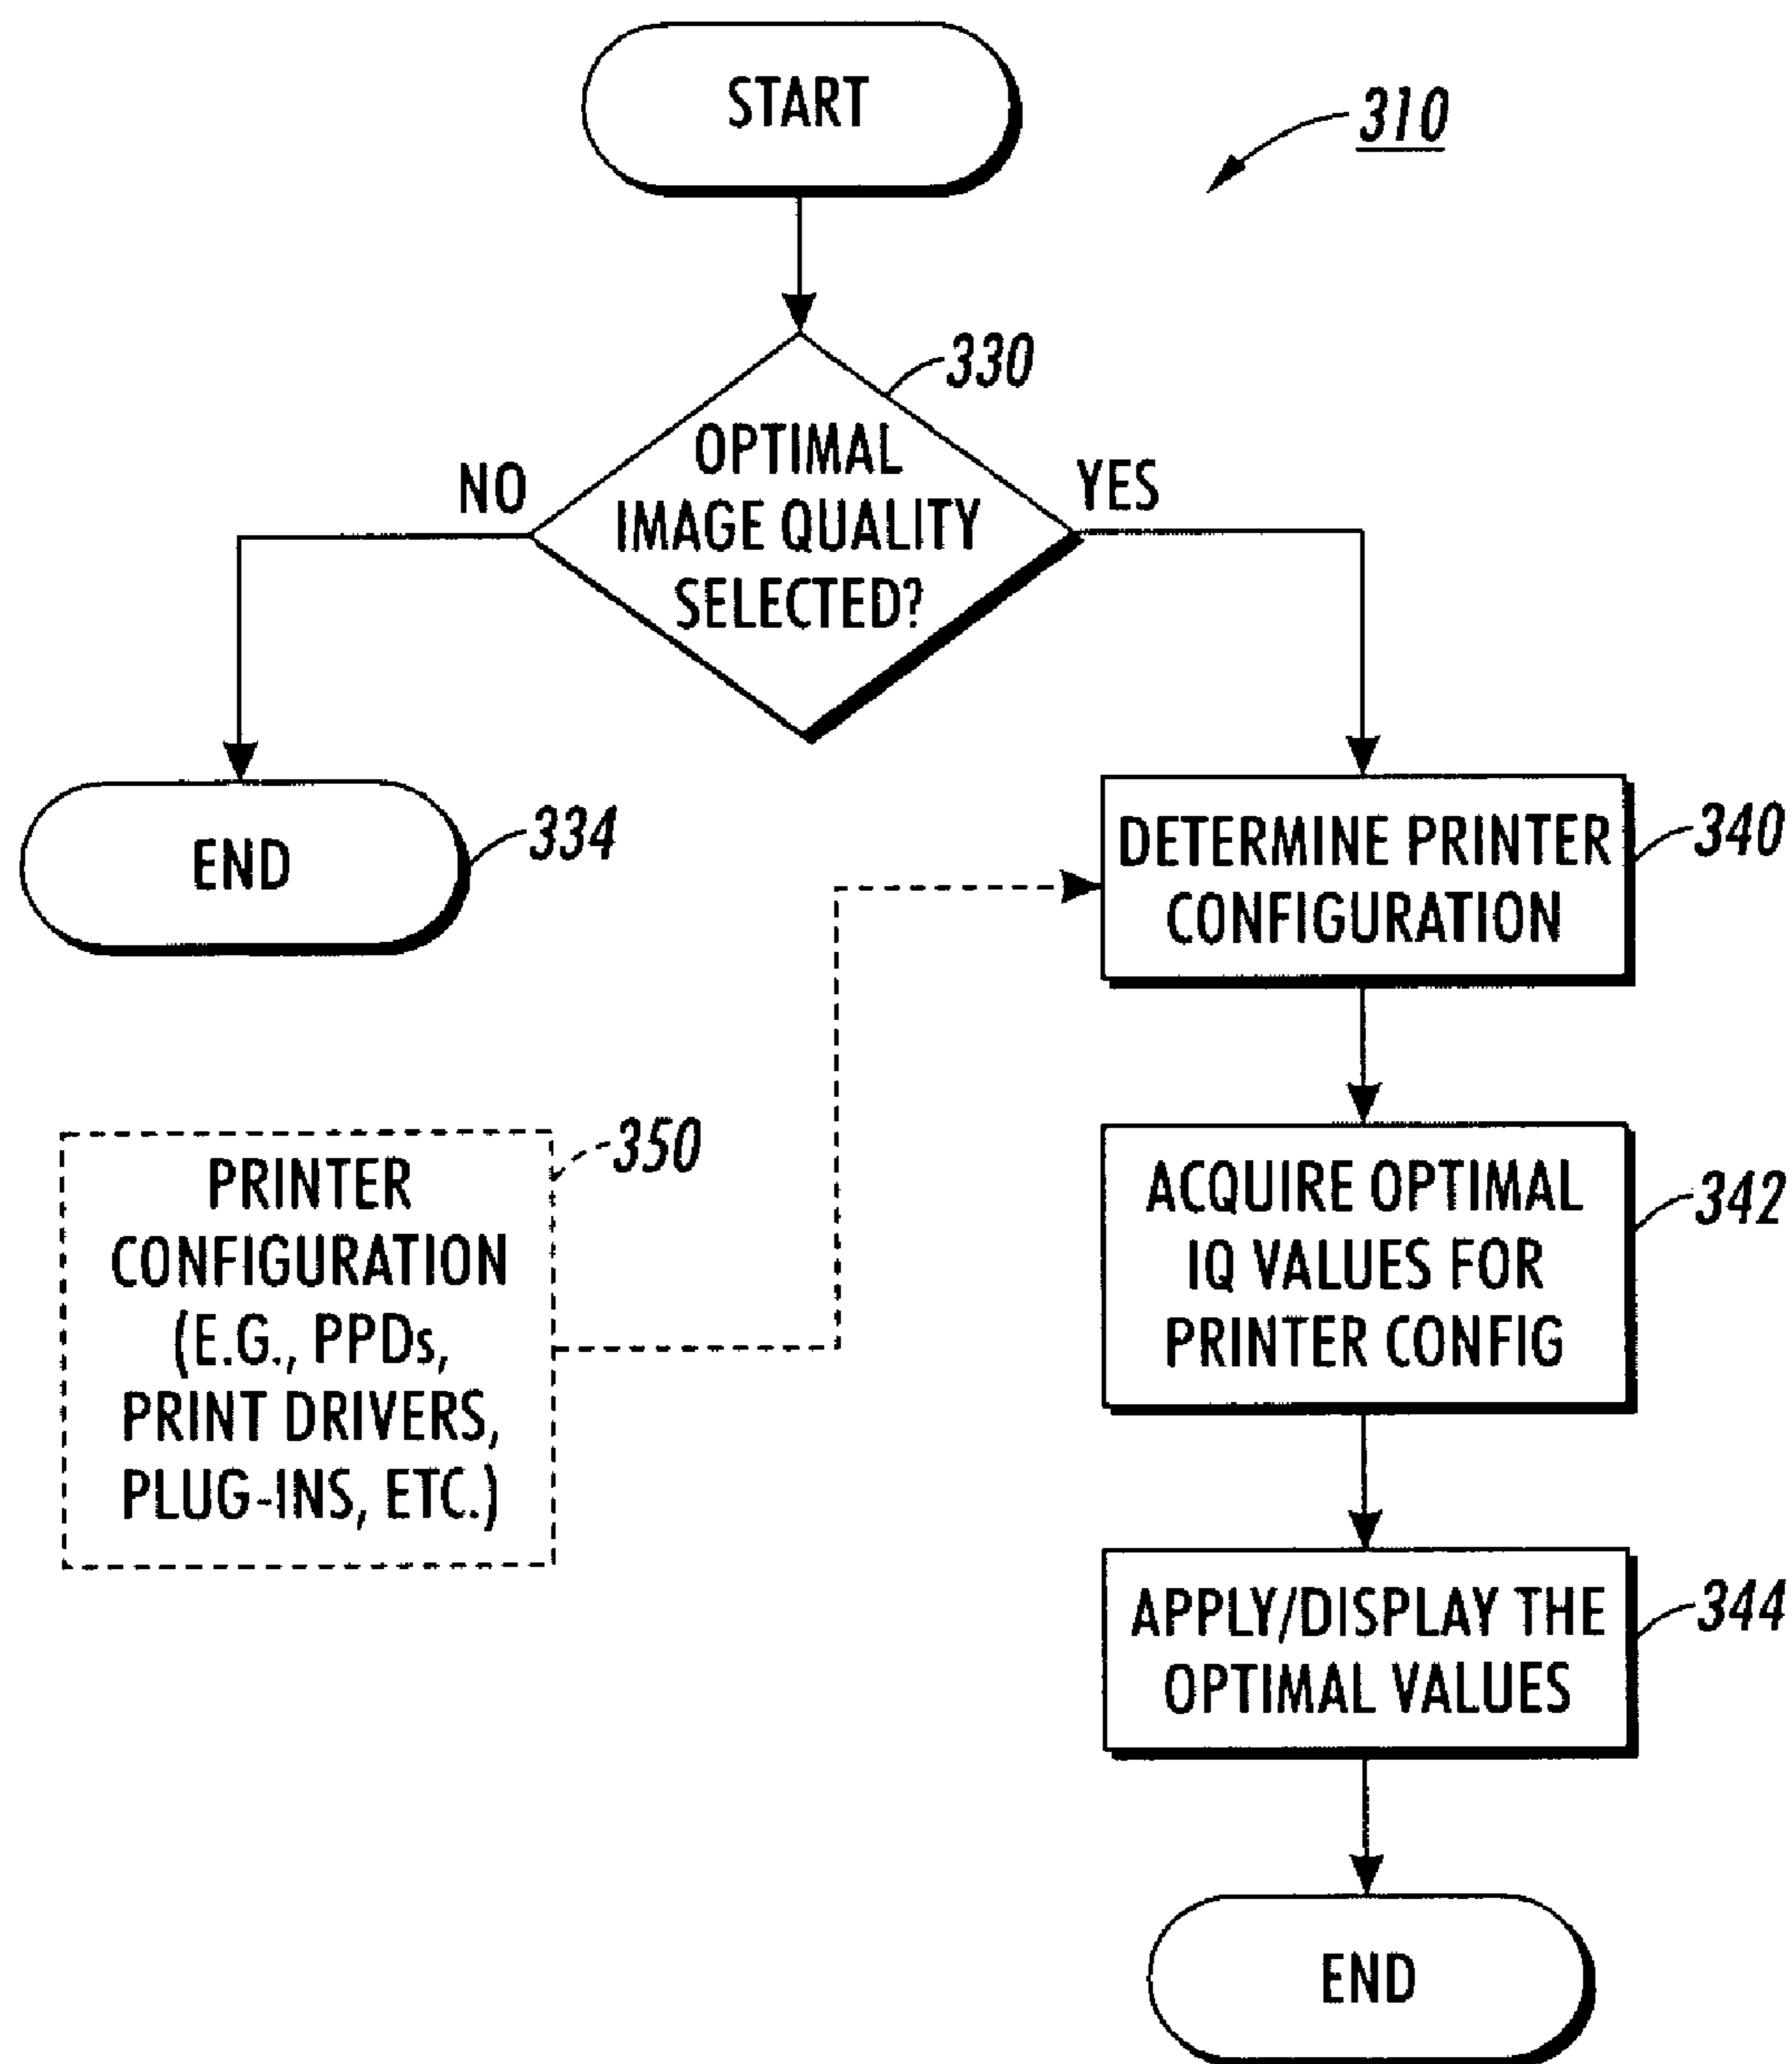 START
310
330
OPTIMAL
IMAGE QUALITY
SELECTED?
NO
YES
END
334
DETERMINE PRINTER
CONFIGURATION
340
PRINTER
CONFIGURATION
(E.G., PPDs,
PRINT DRIVERS,
PLUG-INS, ETC.)
350
ACQUIRE OPTIMAL
IQ VALUES FOR
PRINTER CONFIG
342
APPLY/DISPLAY THE
OPTIMAL VALUES
344
END